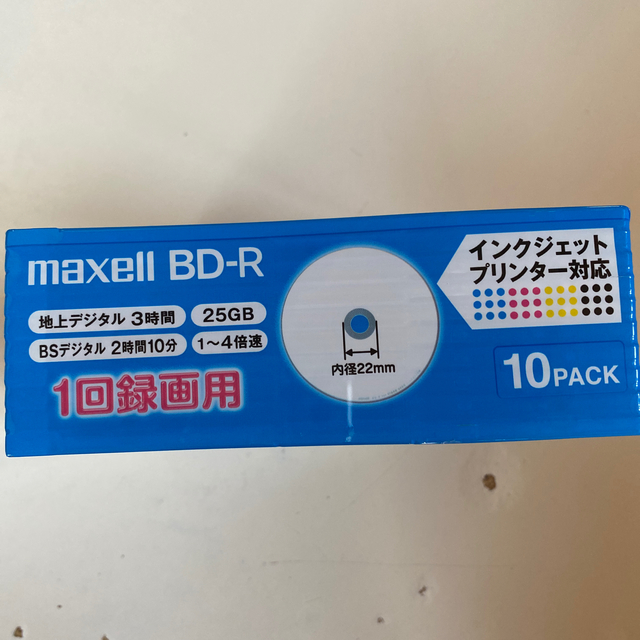 maxell BD-R
地上デジタル 3時間
25GB
BSデジタル 2時間10分
1～4倍速
1回録画用
内径22mm
インクジェット
プリンター対応
10PACK